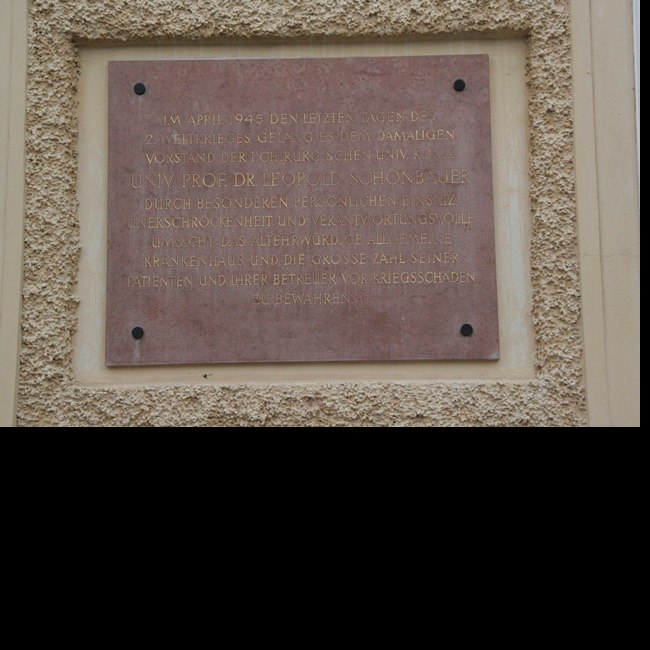 IM APRIL 1945 DEN LETZTEN TAGEN DES
2. WELTKRIEGES GELANG ES DEM DAMALIGEN
VORSTAND DER I. CHIRURGISCHEN UNIV. KLINIK
UNIV. PROF. DR. LEOPOLD SCHÖNBAUER
DURCH BESONDEREN PERSÖNLICHEN EINSATZ
UNERSCHROCKENHEIT UND VERANTWORTUNGSVOLLE
UMSICHT, DAS ALTEHRWÜRDIGE ALLGEMEINE
KRANKENHAUS UND DIE GROSSE ZAHL SEINER
PATIENTEN UND IHRER BETREUER VOR KRIEGSSCHÄDEN
ZU BEWAHREN.